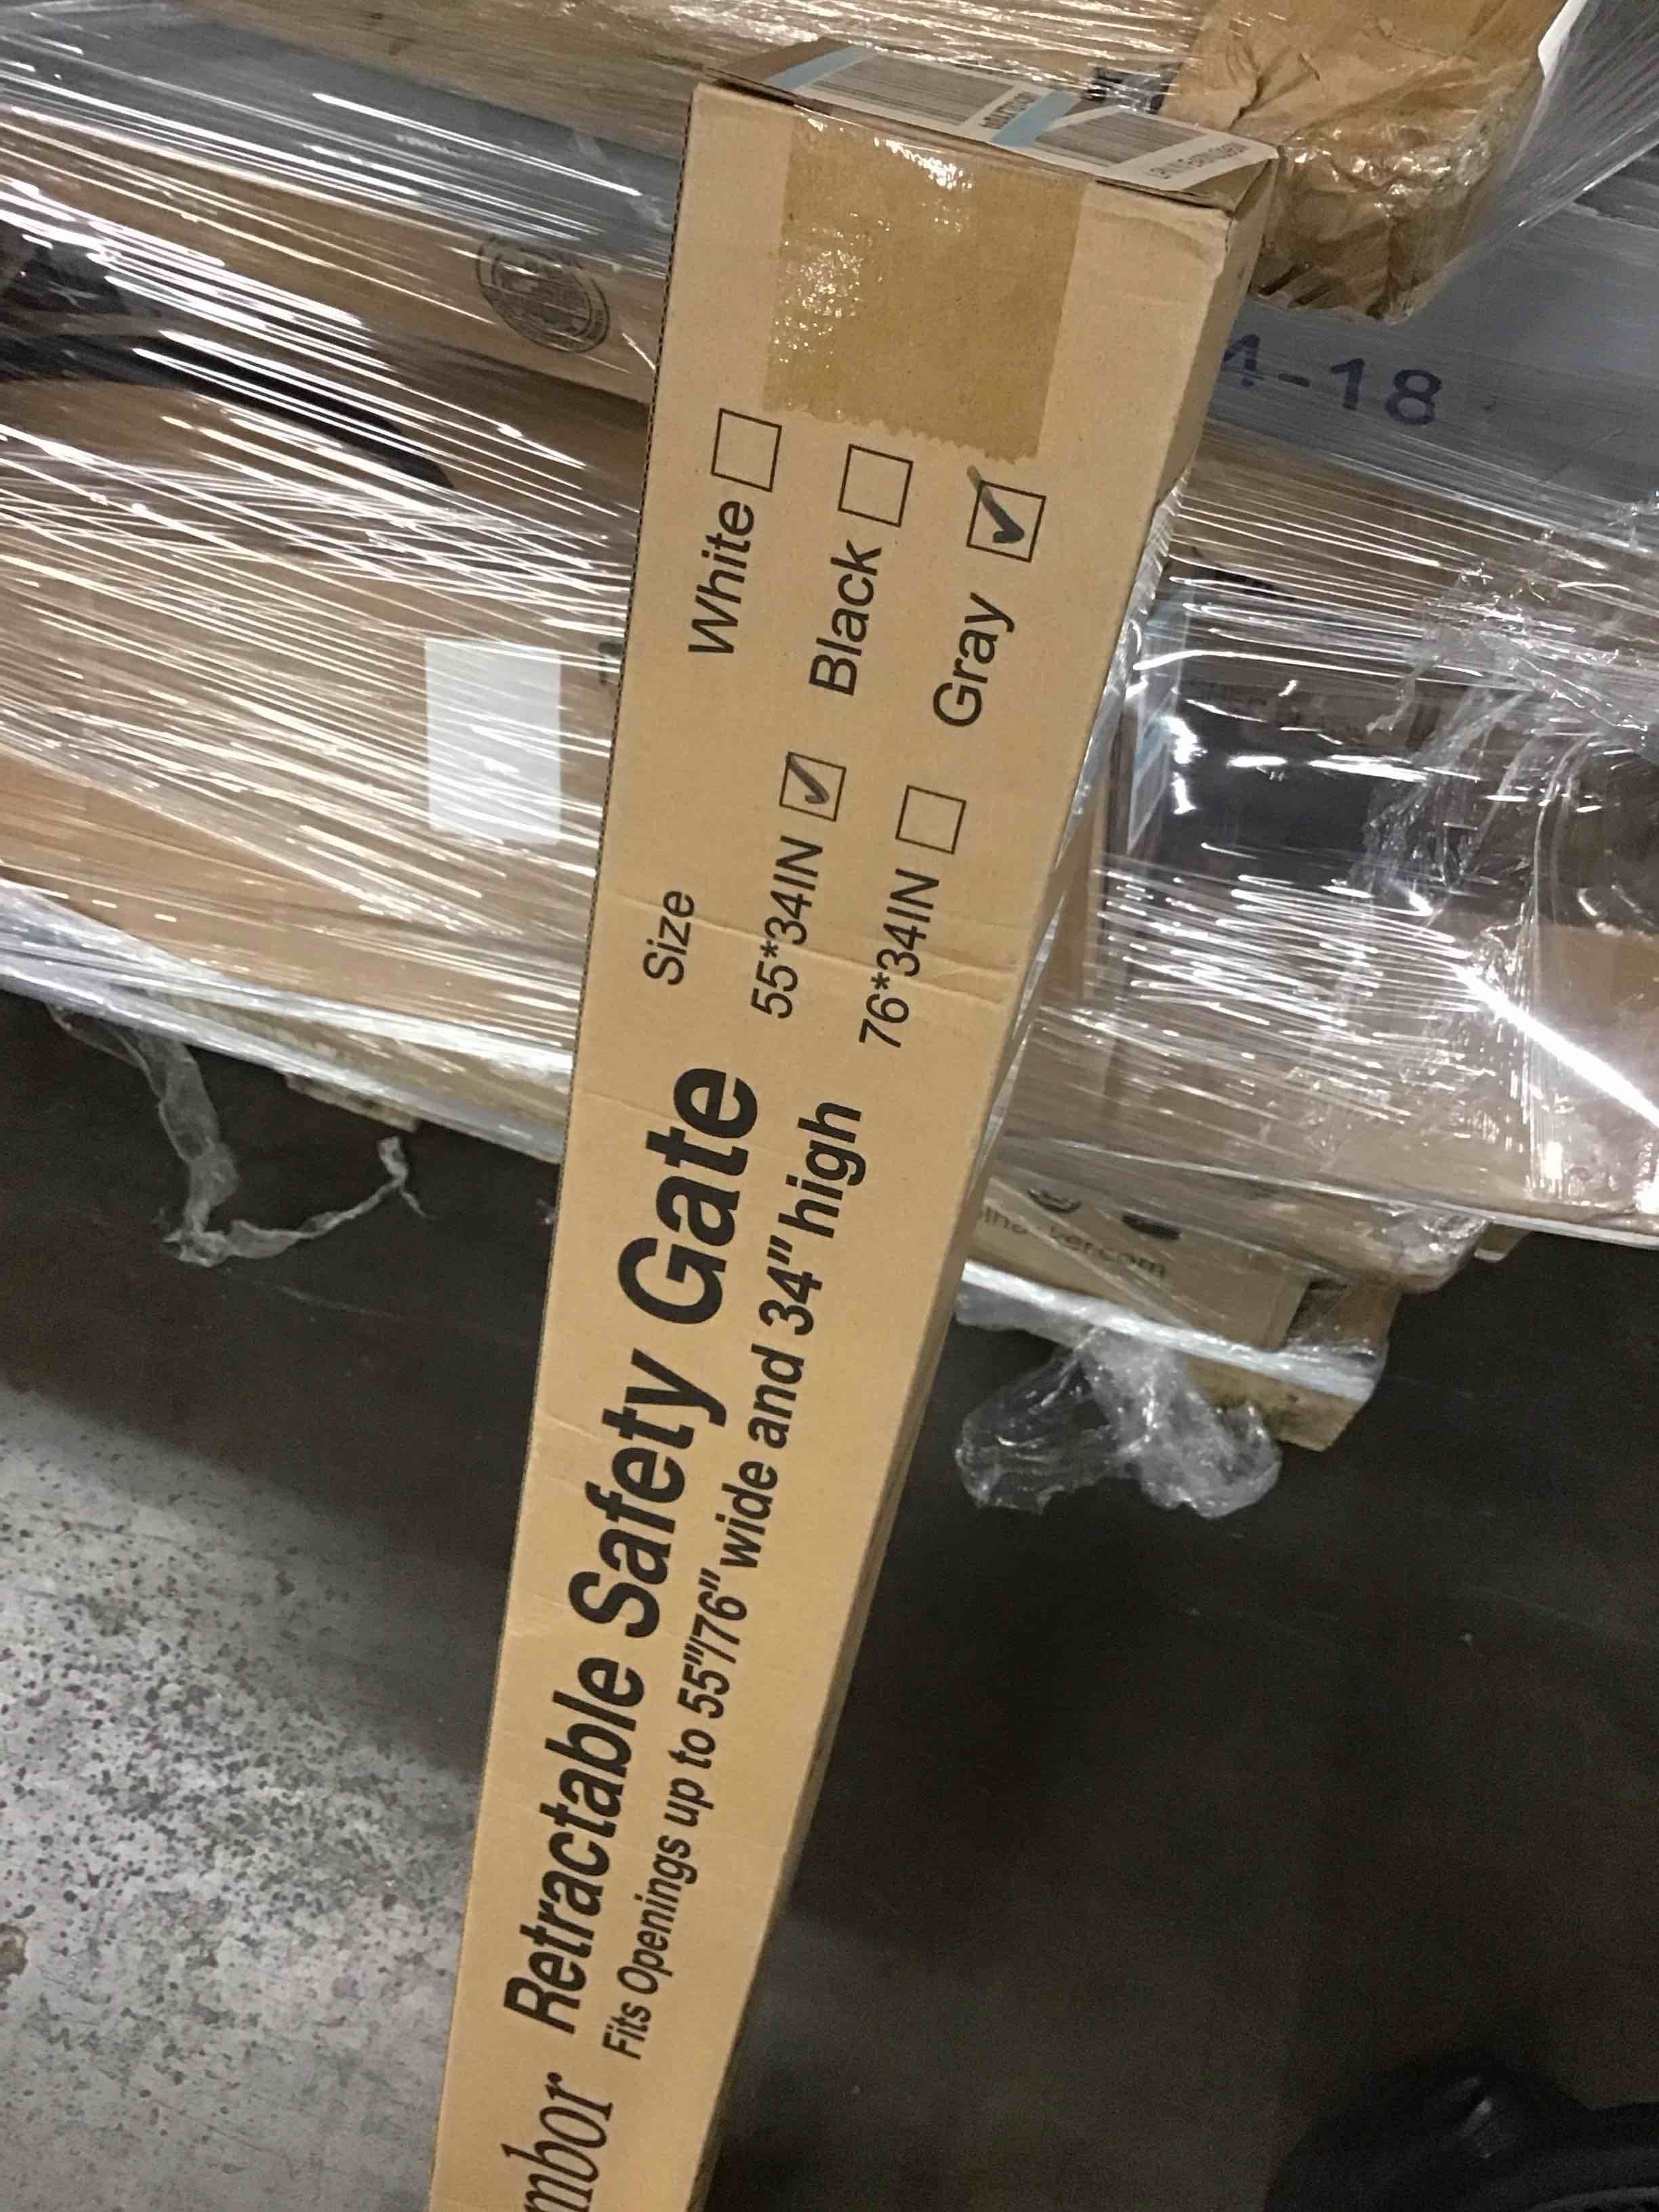 mbor Retractable Safety Gate
Fits Openings up to 55"/76" wide and 34" high
Size
55*34IN
76*34IN
White
Black
Gray
4-18